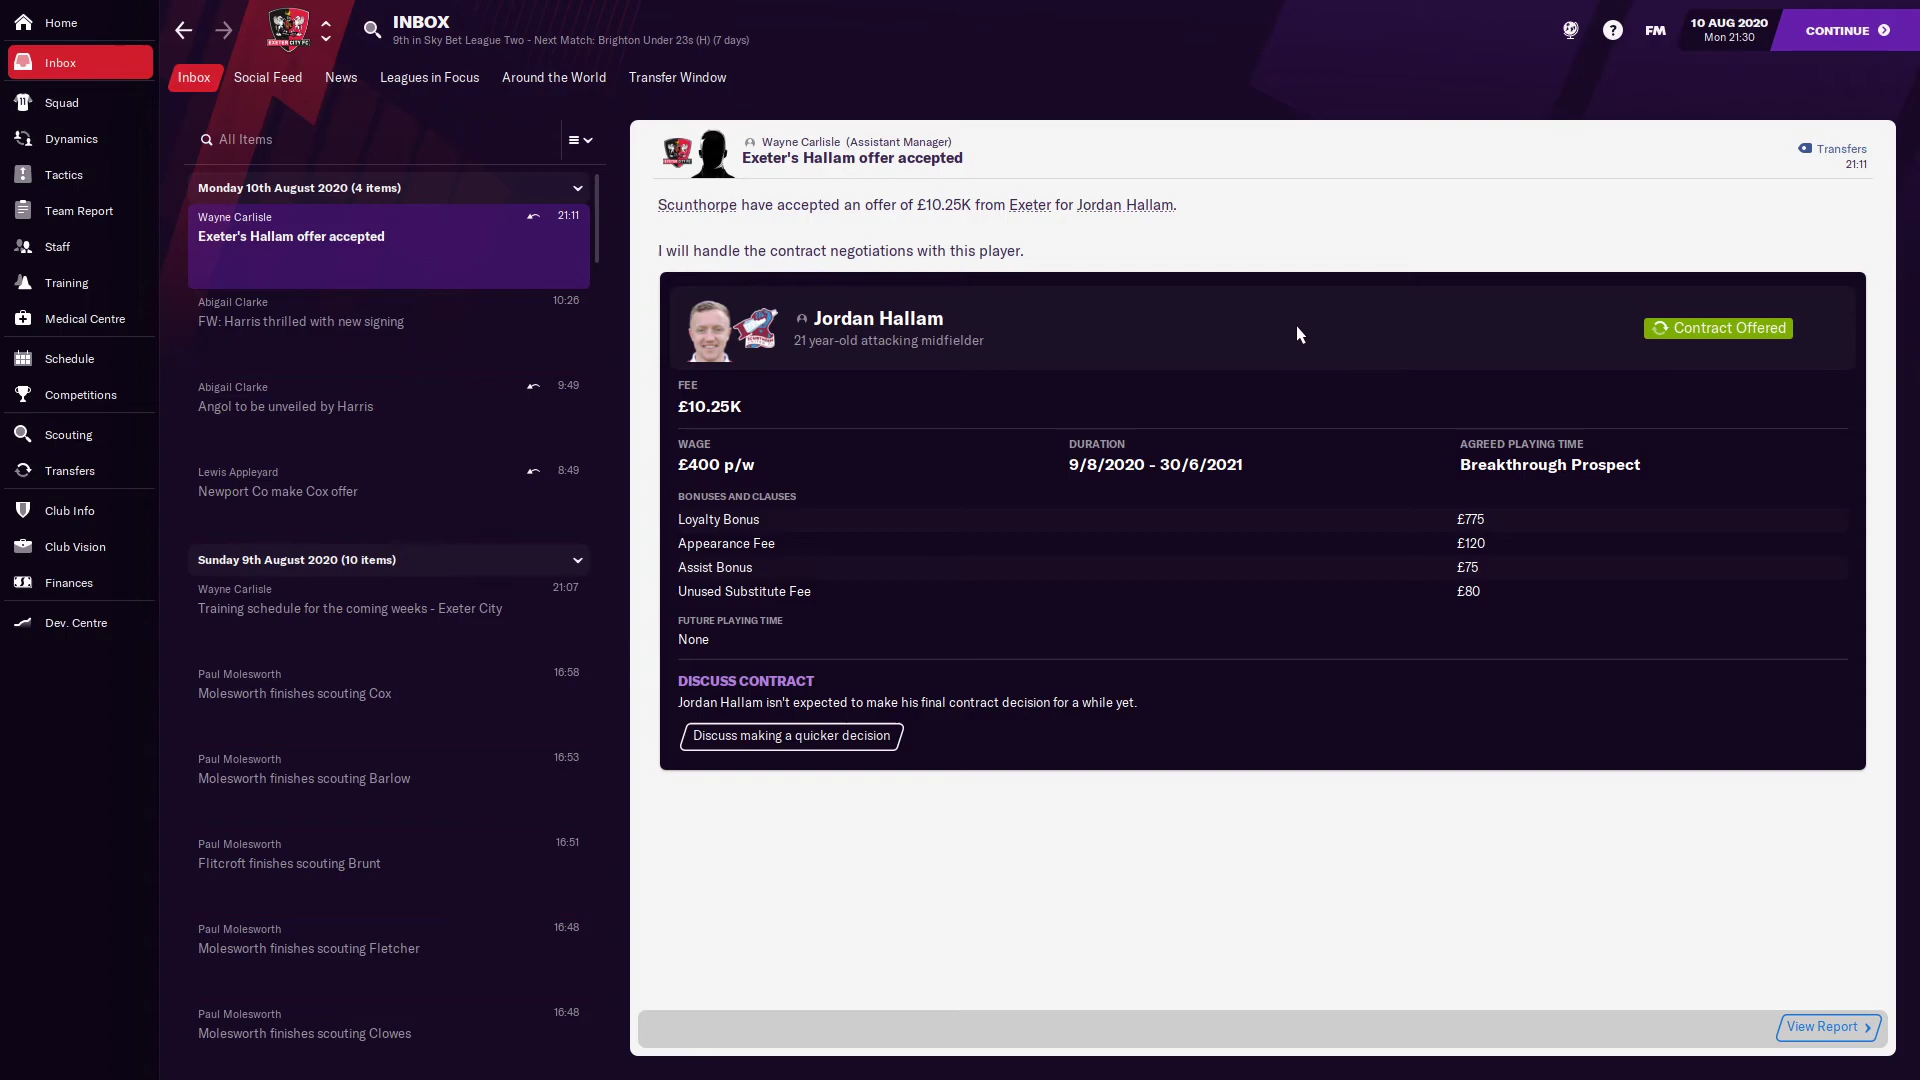 Home
Inbox
Squad
Dynamics
Tactics
Team Report
Staff
Training
Medical Centre
Schedule
Competitions
Scouting
Transfers
Club Info
Club Vision
Finances
Dev. Centre
EXETER CITY FC
INBOX
9th in Sky Bet League Two - Next Match: Brighton Under 23s (H) (7 days)
FM
10 AUG 2020
Mon 21:30
CONTINUE
Inbox
Social Feed
News
Leagues in Focus
Around the World
Transfer Window
All Items
Monday 10th August 2020 (4 items)
Wayne Carlisle 21:11
Exeter's Hallam offer accepted
Abigail Clarke 10:26
FW: Harris thrilled with new signing
Abigail Clarke 9:49
Angol to be unveiled by Harris
Lewis Appleyard 8:49
Newport Co make Cox offer
Sunday 9th August 2020 (10 items)
Wayne Carlisle 21:07
Training schedule for the coming weeks - Exeter City
Paul Molesworth 16:58
Molesworth finishes scouting Cox
Paul Molesworth 16:53
Molesworth finishes scouting Barlow
Paul Molesworth 16:51
Flitcroft finishes scouting Brunt
Paul Molesworth 16:48
Molesworth finishes scouting Fletcher
Paul Molesworth 16:48
Molesworth finishes scouting Clowes
Wayne Carlisle (Assistant Manager)
Exeter's Hallam offer accepted
Transfers
21:11
Scunthorpe have accepted an offer of £10.25K from Exeter for Jordan Hallam.
I will handle the contract negotiations with this player.
Jordan Hallam
21 year-old attacking midfielder
Contract Offered
FEE
£10.25K
WAGE DURATION AGREED PLAYING TIME
£400 p/w 9/8/2020 - 30/6/2021 Breakthrough Prospect
BONUSES AND CLAUSES
Loyalty Bonus £775
Appearance Fee £120
Assist Bonus £75
Unused Substitute Fee £80
FUTURE PLAYING TIME
None
DISCUSS CONTRACT
Jordan Hallam isn't expected to make his final contract decision for a while yet.
Discuss making a quicker decision
View Report